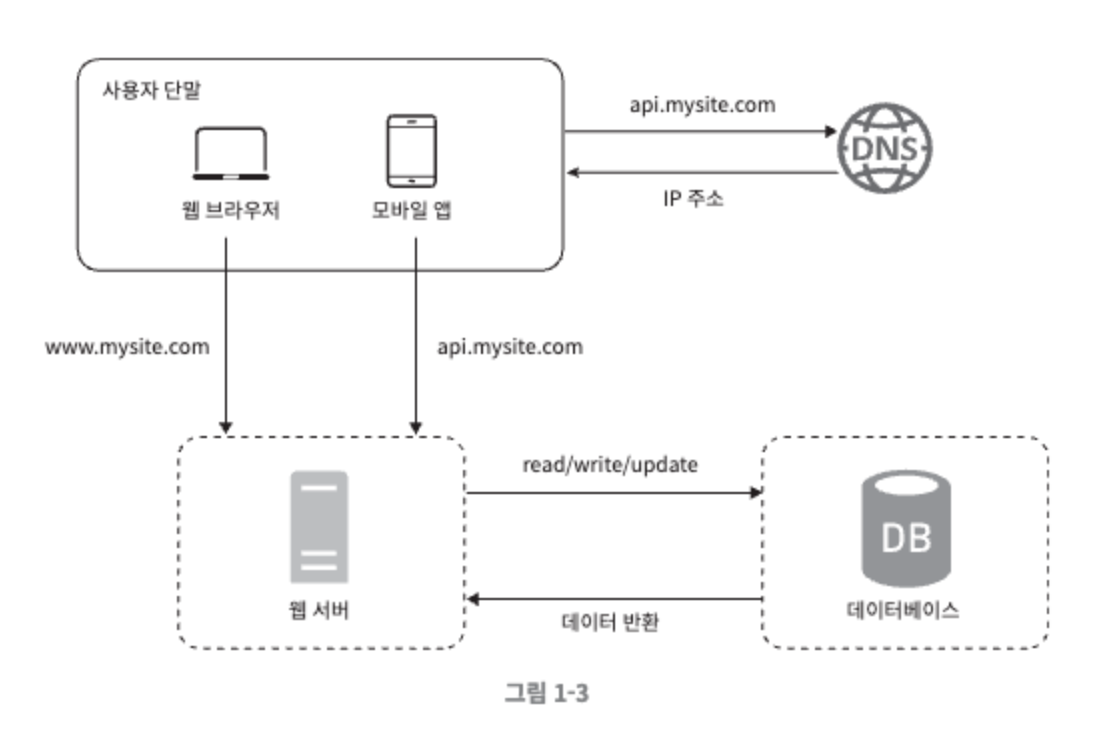 사용자 단말
api.mysite.com
DNS
웹 브라우저
모바일 앱
IP 주소
www.mysite.com
api.mysite.com
read/write/update
DB
웹 서버
데이터베이스
데이터 반환
그림 1-3